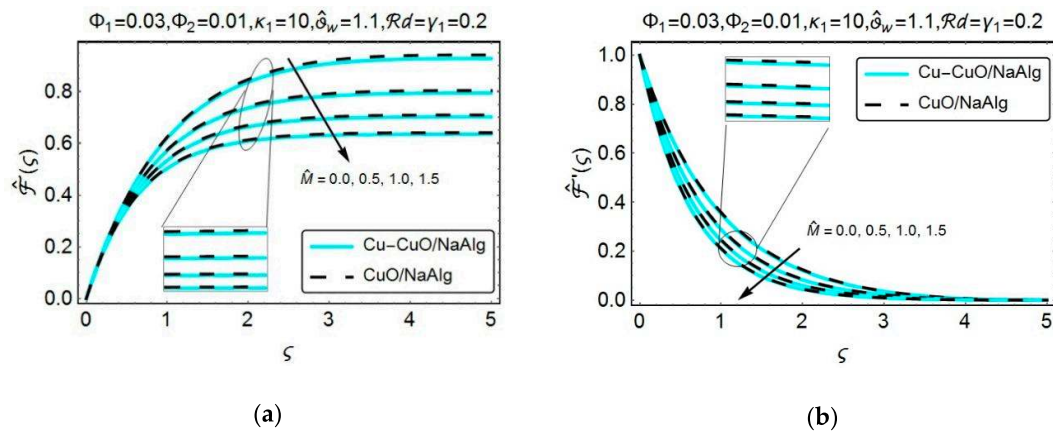 Φ₁=0.03,Φ₂=0.01,κ₁=10,ϑ̂_w=1.1,ℛd=γ₁=0.2
0.8
0.6
0.4
0.2
0.0
ℱ̂(ς)
M̂ = 0.0, 0.5, 1.0, 1.5
Cu−CuO/NaAlg
CuO/NaAlg
0 1 2 3 4 5
ς
(a)
Φ₁=0.03,Φ₂=0.01,κ₁=10,ϑ̂_w=1.1,ℛd=γ₁=0.2
1.0
0.8
0.6
0.4
0.2
0.0
ℱ̂'(ς)
Cu−CuO/NaAlg
CuO/NaAlg
M̂ = 0.0, 0.5, 1.0, 1.5
0 1 2 3 4 5
ς
(b)